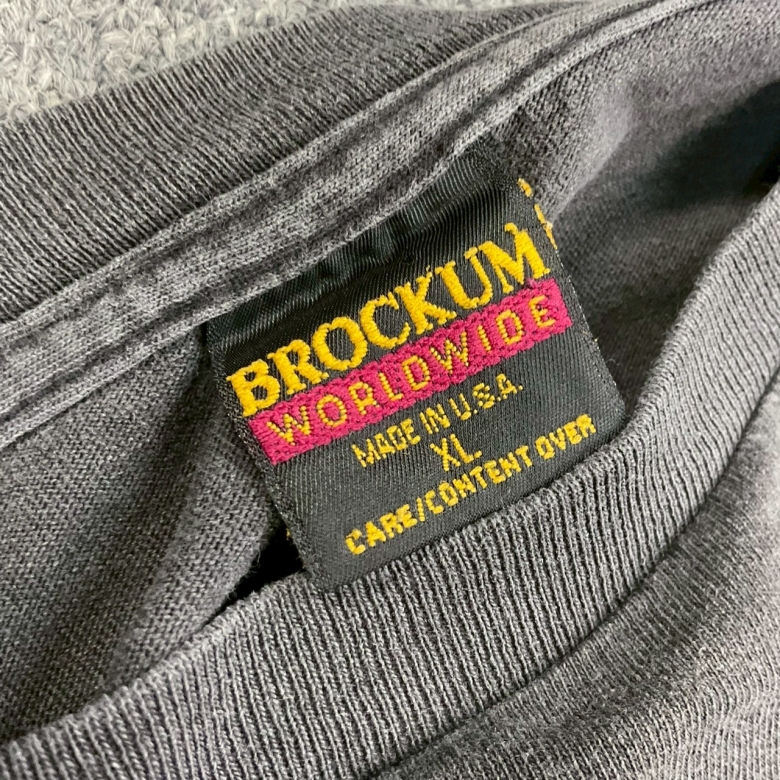 BROCKUM
WORLDWIDE
MADE IN U.S.A.
XL
CARE/CONTENT OVER